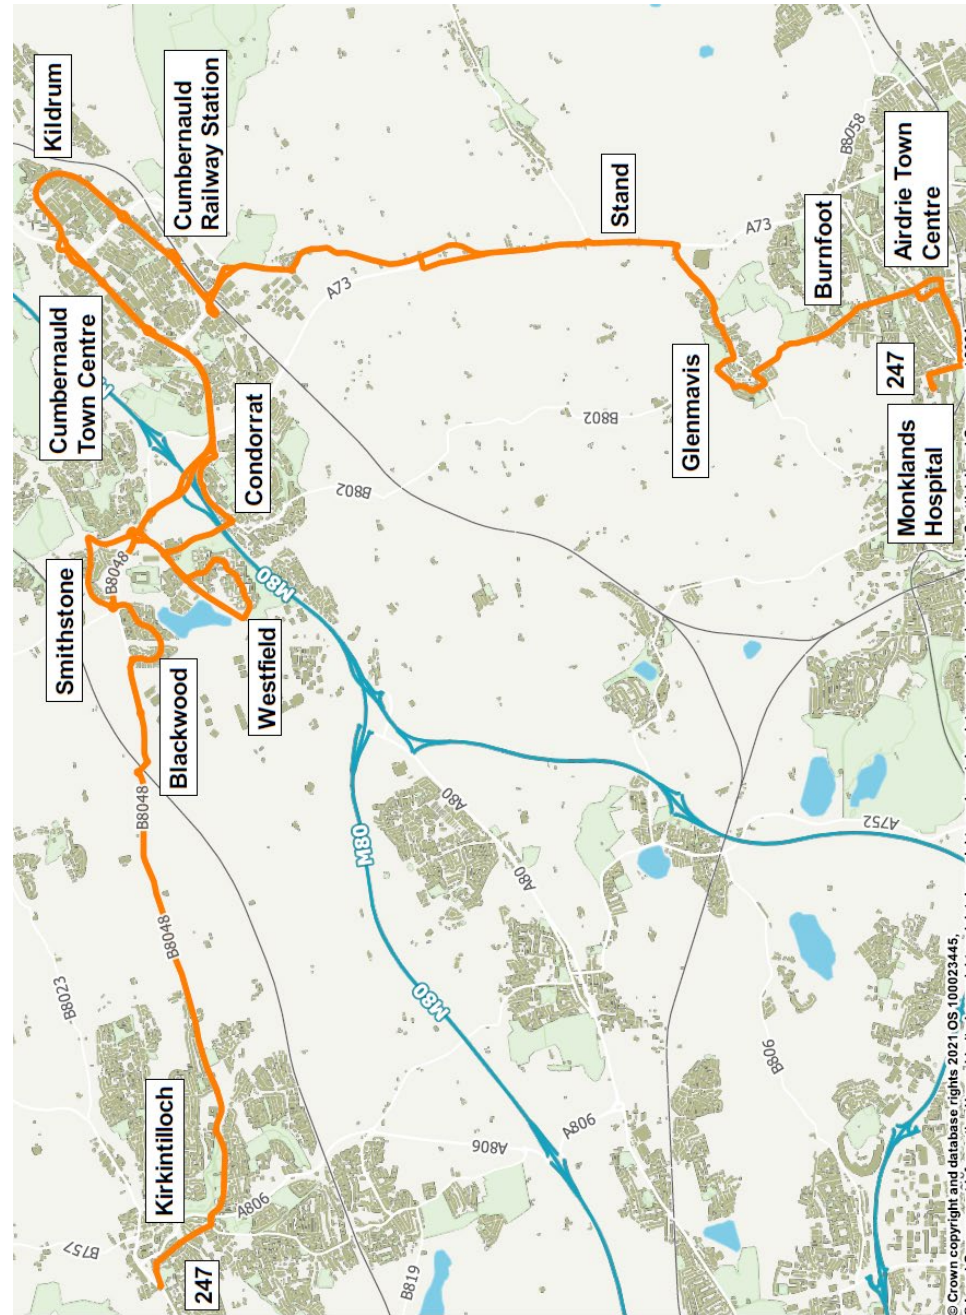 Kildrum
Cumbernauld
Railway Station
Cumbernauld
Town Centre
Condorrat
Smithstone
B8048
Blackwood
Westfield
M80
B802
B802
A73
Stand
A73
B8058
Burnfoot
Airdrie Town
Centre
Glenmavis
247
Monklands
Hospital
B8048
B8048
B8023
Kirkintilloch
247
B757
A806
A806
A806
B819
M80
M80
A80
A80
A752
B806
© Crown copyright and database rights 2021 OS 100023445,